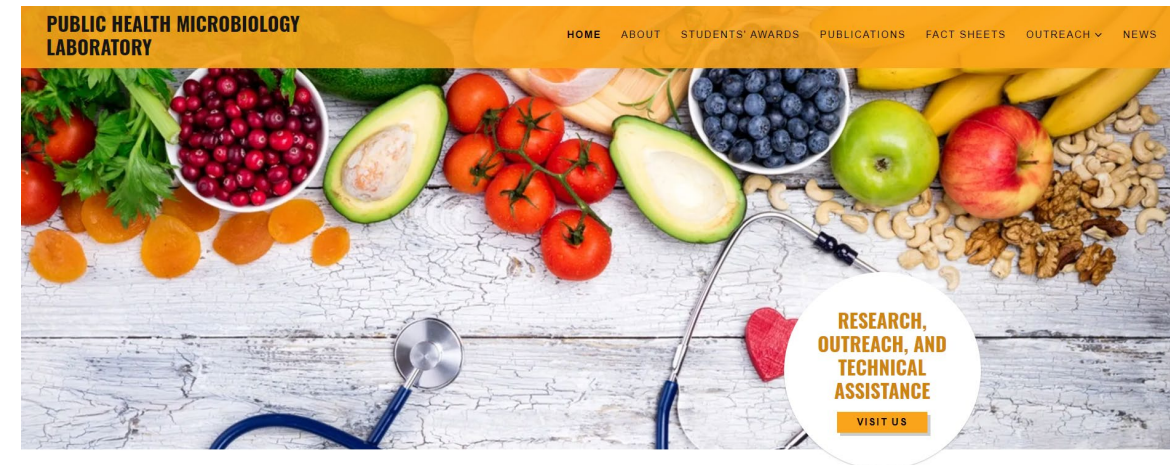 PUBLIC HEALTH MICROBIOLOGY
LABORATORY
HOME ABOUT STUDENTS' AWARDS PUBLICATIONS FACT SHEETS OUTREACH NEWS
RESEARCH,
OUTREACH, AND
TECHNICAL
ASSISTANCE
VISIT US